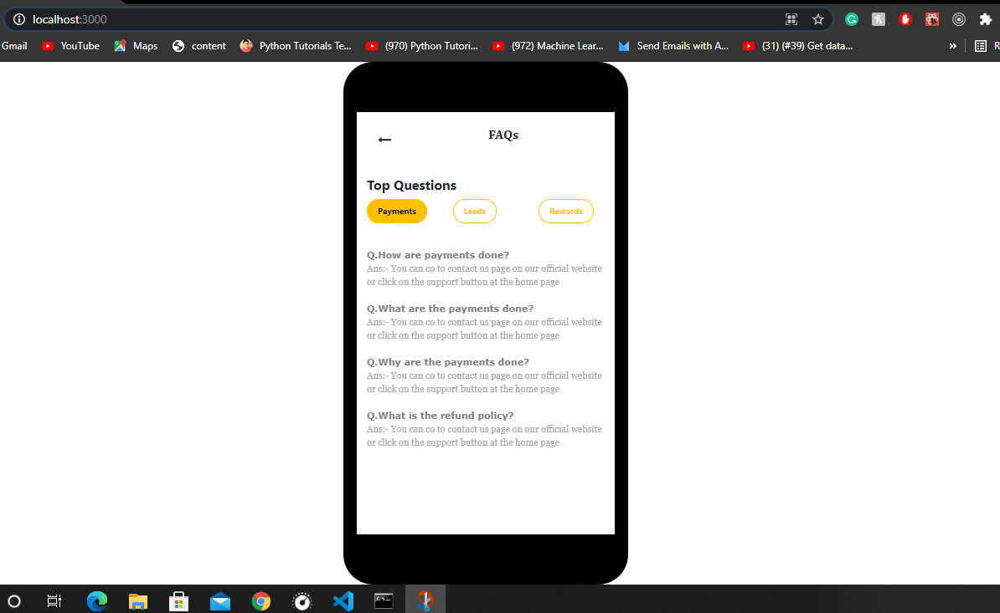 localhost:3000
Gmail YouTube Maps content Python Tutorials Te... (970) Python Tutori... (972) Machine Lear... Send Emails with A... (31) (#39) Get data... » R
FAQs
Top Questions
Payments Leads Rewards
Q.How are payments done?
Ans:- You can co to contact us page on our official website
or click on the support button at the home page
Q.What are the payments done?
Ans:- You can co to contact us page on our official website
or click on the support button at the home page
Q.Why are the payments done?
Ans:- You can co to contact us page on our official website
or click on the support button at the home page
Q.What is the refund policy?
Ans:- You can co to contact us page on our official website
or click on the support button at the home page